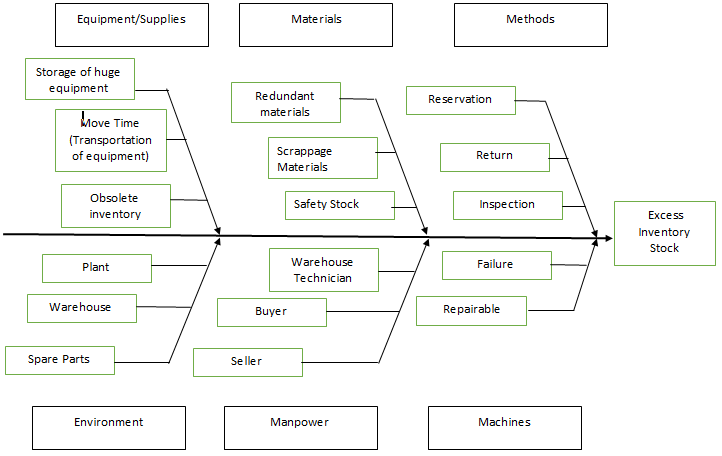 Equipment/Supplies
Materials
Methods
Storage of huge
equipment
Move Time
(Transportation
of equipment)
Obsolete
inventory
Redundant
materials
Scrappage
Materials
Safety Stock
Reservation
Return
Inspection
Excess
Inventory
Stock
Plant
Warehouse
Spare Parts
Warehouse
Technician
Buyer
Seller
Failure
Repairable
Environment
Manpower
Machines